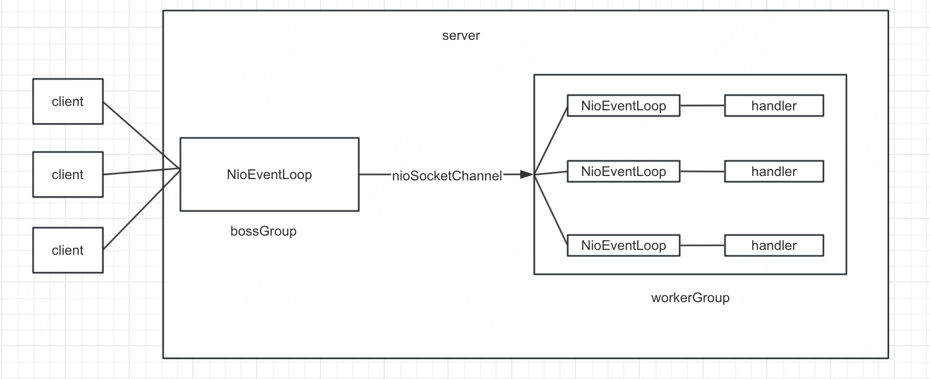 server
client
client
client
NioEventLoop
bossGroup
nioSocketChannel
NioEventLoop
handler
NioEventLoop
handler
NioEventLoop
handler
workerGroup